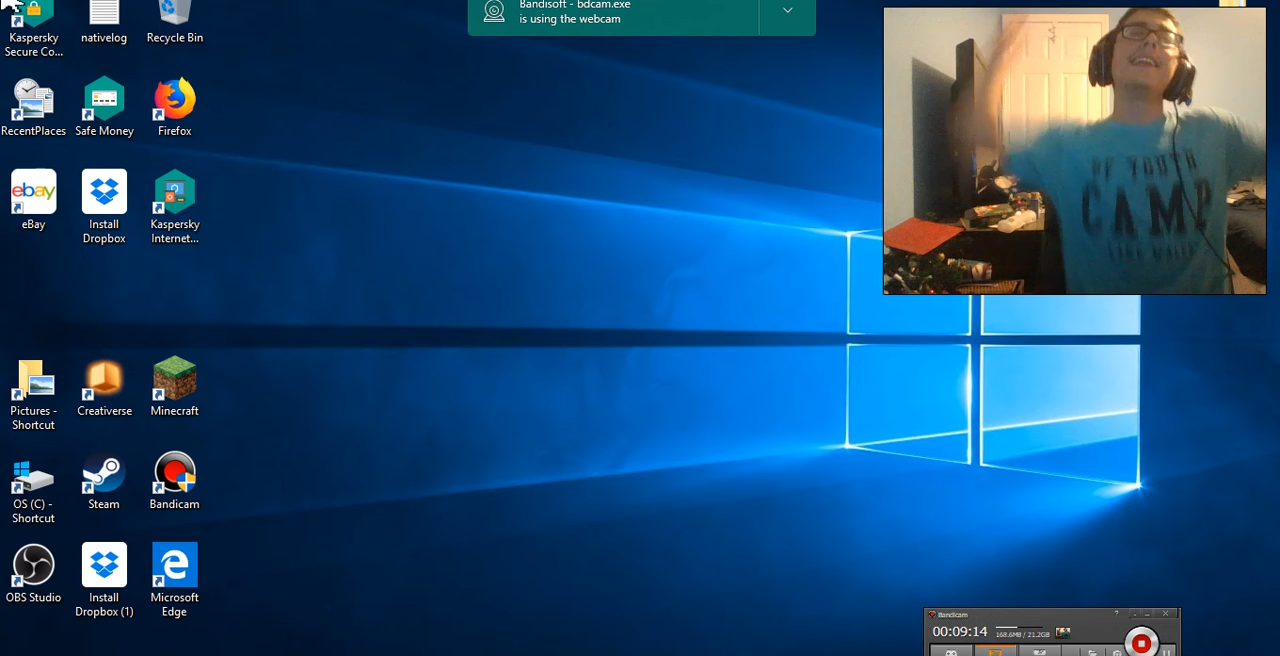 Bandisoft - bdcam.exe
is using the webcam
Kaspersky
Secure Co...
nativelog
Recycle Bin
RecentPlaces
Safe Money
Firefox
ebay
eBay
Install
Dropbox
Kaspersky
Internet...
Pictures -
Shortcut
Creativerse
Minecraft
OS (C) -
Shortcut
Steam
Bandicam
OBS Studio
Install
Dropbox (1)
Microsoft
Edge
YOUTH
CAMP
Bandicam
00:09:14
168.6MB / 21.2GB